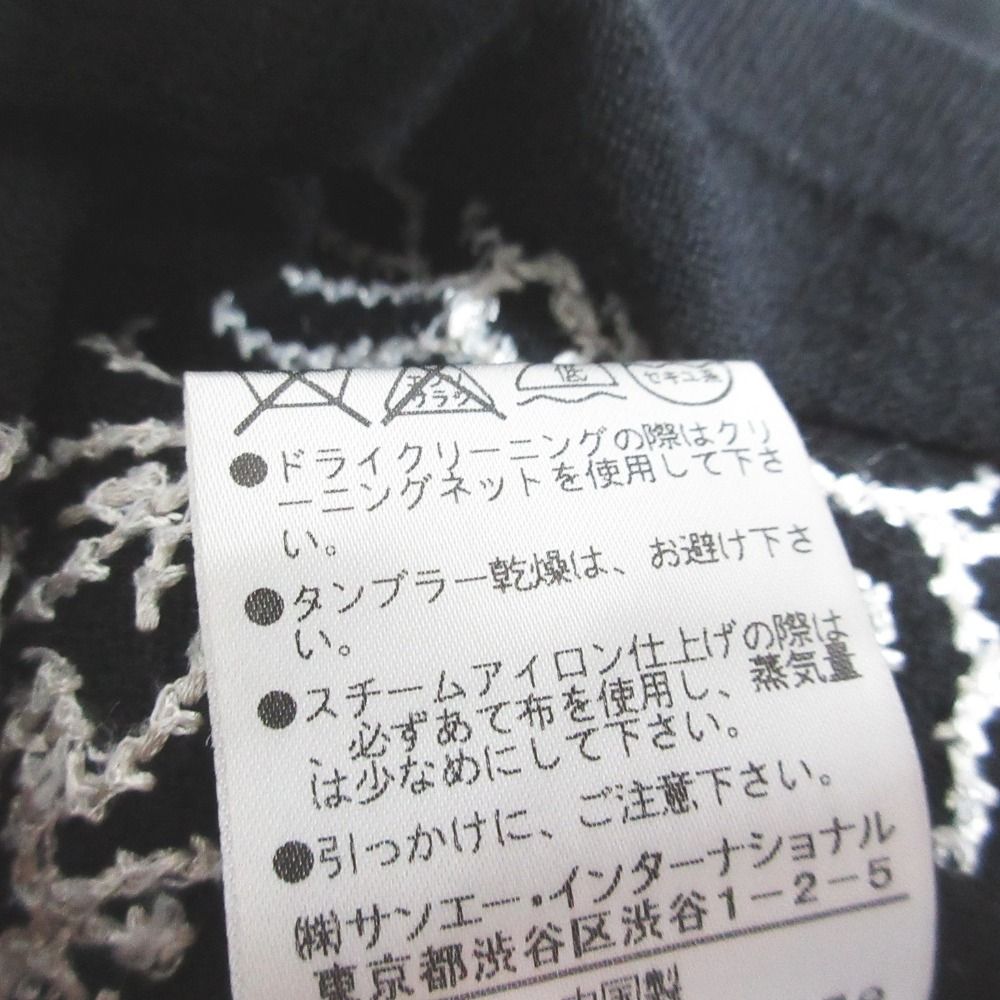 低
セキユ系
●ドライクリーニングの際はクリ
ーニングネットを使用して下さ
い。
●タンブラー乾燥は、お避け下さ
い。
●スチームアイロン仕上げの際は
必ずあて布を使用し、蒸気量
は少なめにして下さい。
●引っかけに、ご注意下さい。
㈱サンエー・インターナショナル
東京都渋谷区渋谷1-2-5
中国製